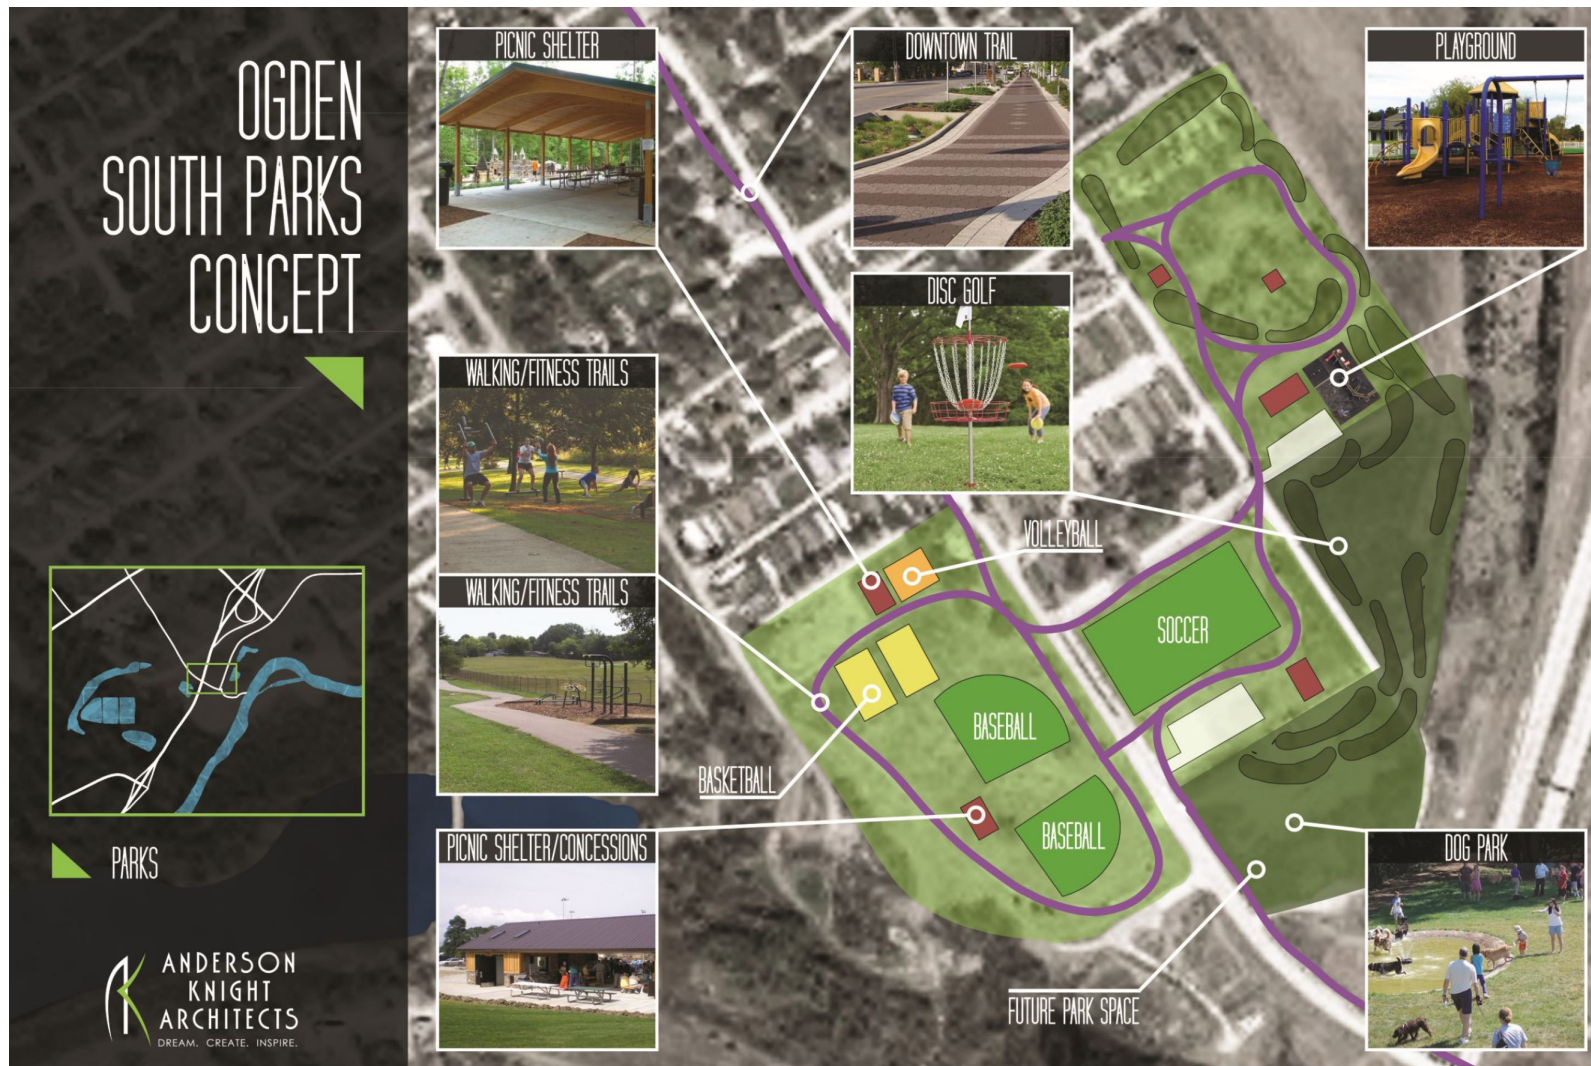 OGDEN
SOUTH PARKS
CONCEPT
PARKS
ANDERSON
KNIGHT
ARCHITECTS
DREAM. CREATE. INSPIRE.
PICNIC SHELTER
DOWNTOWN TRAIL
PLAYGROUND
DISC GOLF
WALKING/FITNESS TRAILS
WALKING/FITNESS TRAILS
VOLLEYBALL
SOCCER
BASEBALL
BASKETBALL
BASEBALL
PICNIC SHELTER/CONCESSIONS
DOG PARK
FUTURE PARK SPACE